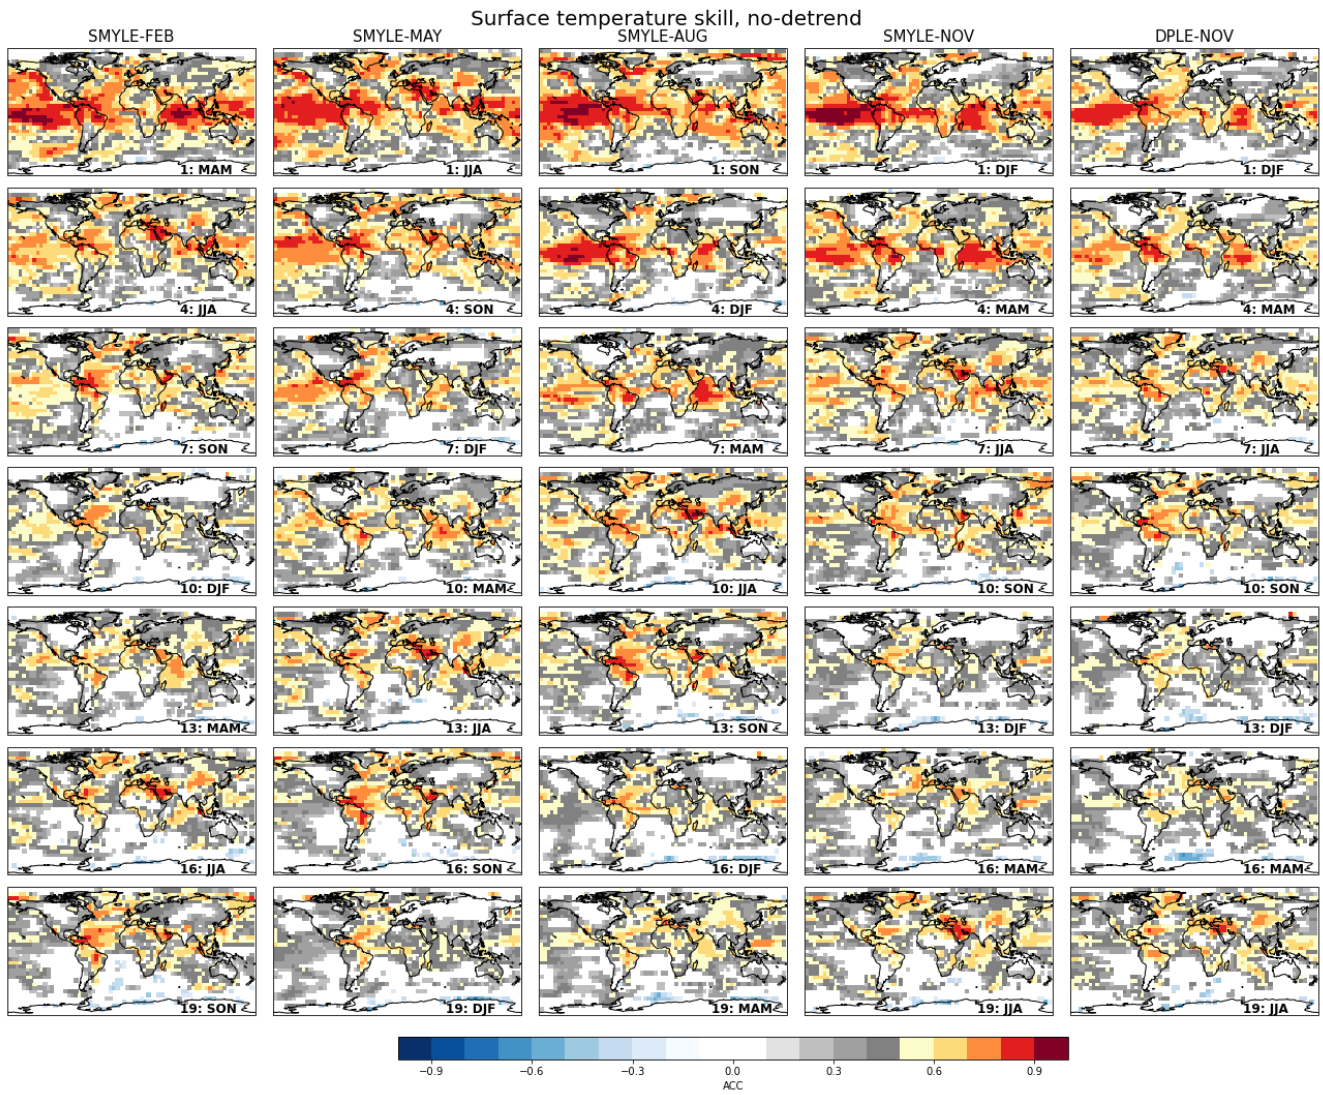 Surface temperature skill, no-detrend
SMYLE-FEB SMYLE-MAY SMYLE-AUG SMYLE-NOV DPLE-NOV
1: MAM 1: JJA 1: SON 1: DJF 1: DJF
4: JJA 4: SON 4: DJF 4: MAM 4: MAM
7: SON 7: DJF 7: MAM 7: JJA 7: JJA
10: DJF 10: MAM 10: JJA 10: SON 10: SON
13: MAM 13: JJA 13: SON 13: DJF 13: DJF
16: JJA 16: SON 16: DJF 16: MAM 16: MAM
19: SON 19: DJF 19: MAM 19: JJA 19: JJA
−0.9 −0.6 −0.3 0.0 0.3 0.6 0.9
ACC